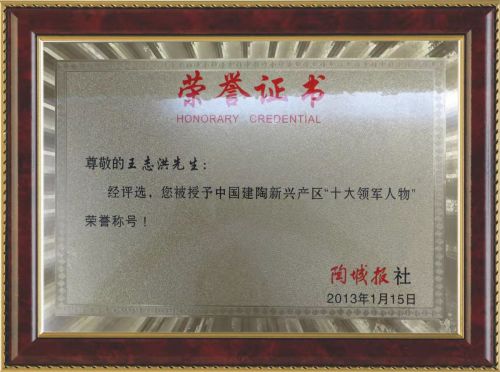 荣誉证书
HONORARY CREDENTIAL
尊敬的王志洪先生：
经评选，您被授予中国建陶新兴产区“十大领军人物”
荣誉称号！
陶城报社
2013年1月15日